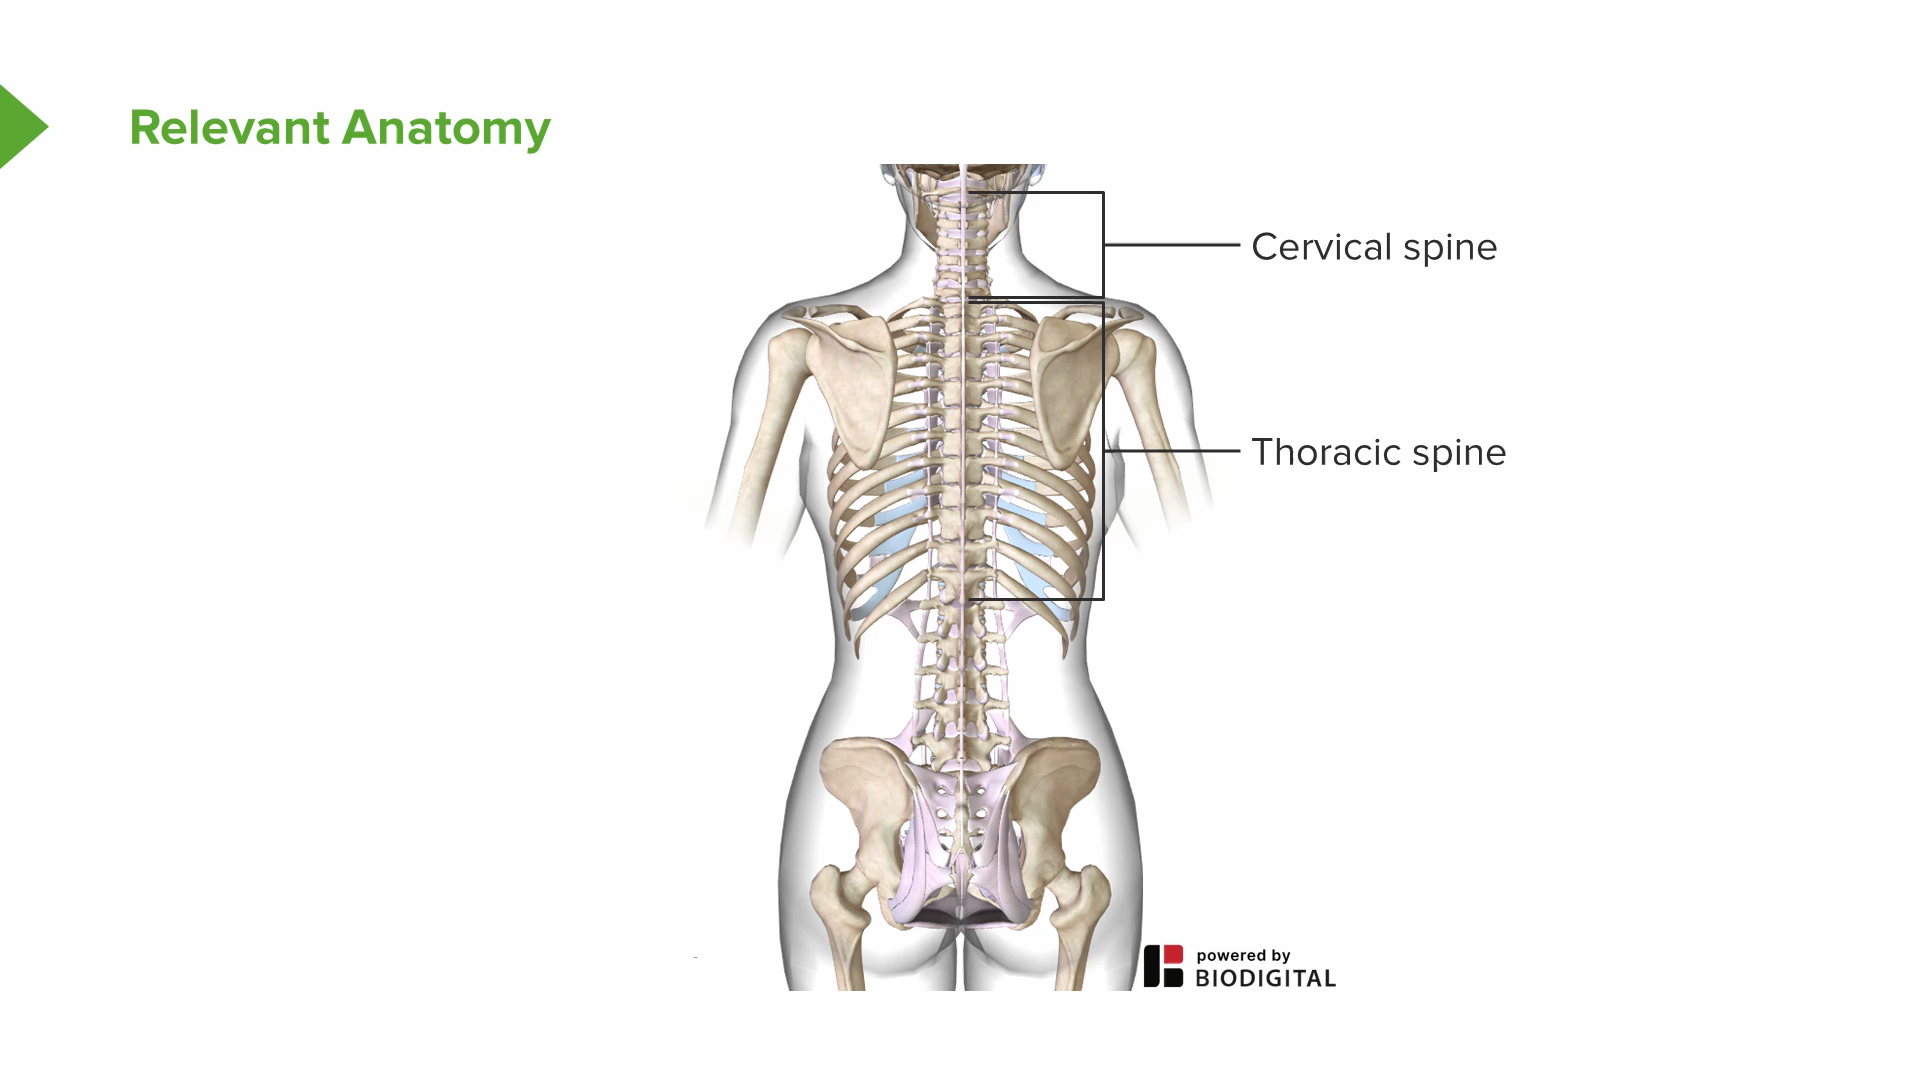 Relevant Anatomy
Cervical spine
Thoracic spine
powered by
BIODIGITAL